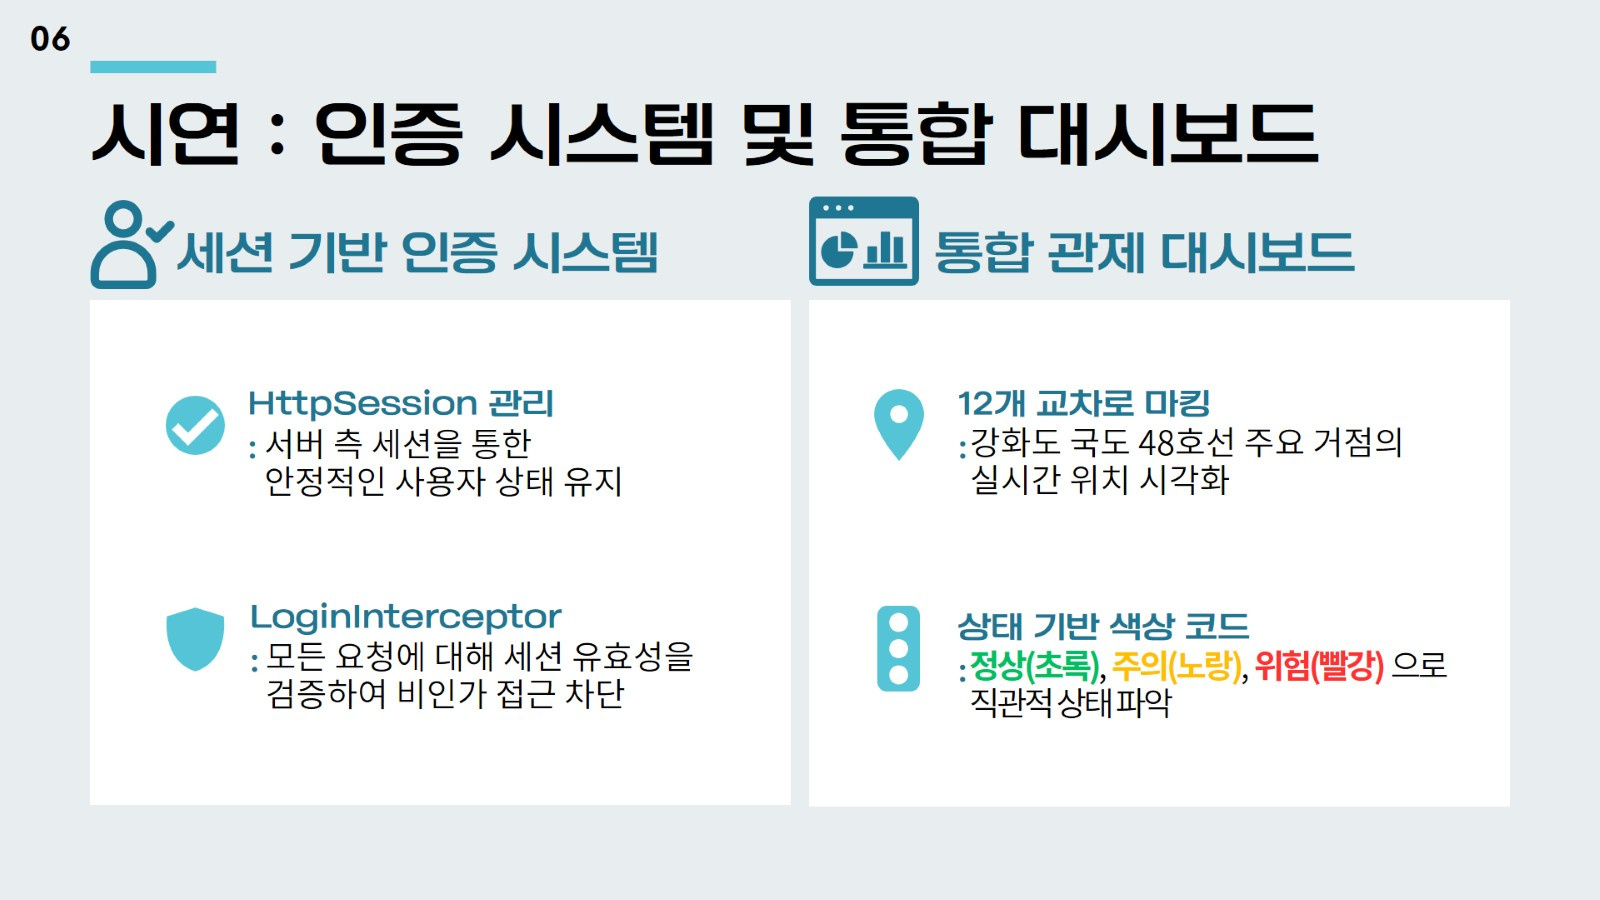 06
시연 : 인증 시스템 및 통합 대시보드
세션 기반 인증 시스템
HttpSession 관리
: 서버 측 세션을 통한
안정적인 사용자 상태 유지
LoginInterceptor
: 모든 요청에 대해 세션 유효성을
검증하여 비인가 접근 차단
통합 관제 대시보드
12개 교차로 마킹
: 강화도 국도 48호선 주요 거점의
실시간 위치 시각화
상태 기반 색상 코드
: 정상(초록), 주의(노랑), 위험(빨강) 으로
직관적 상태 파악